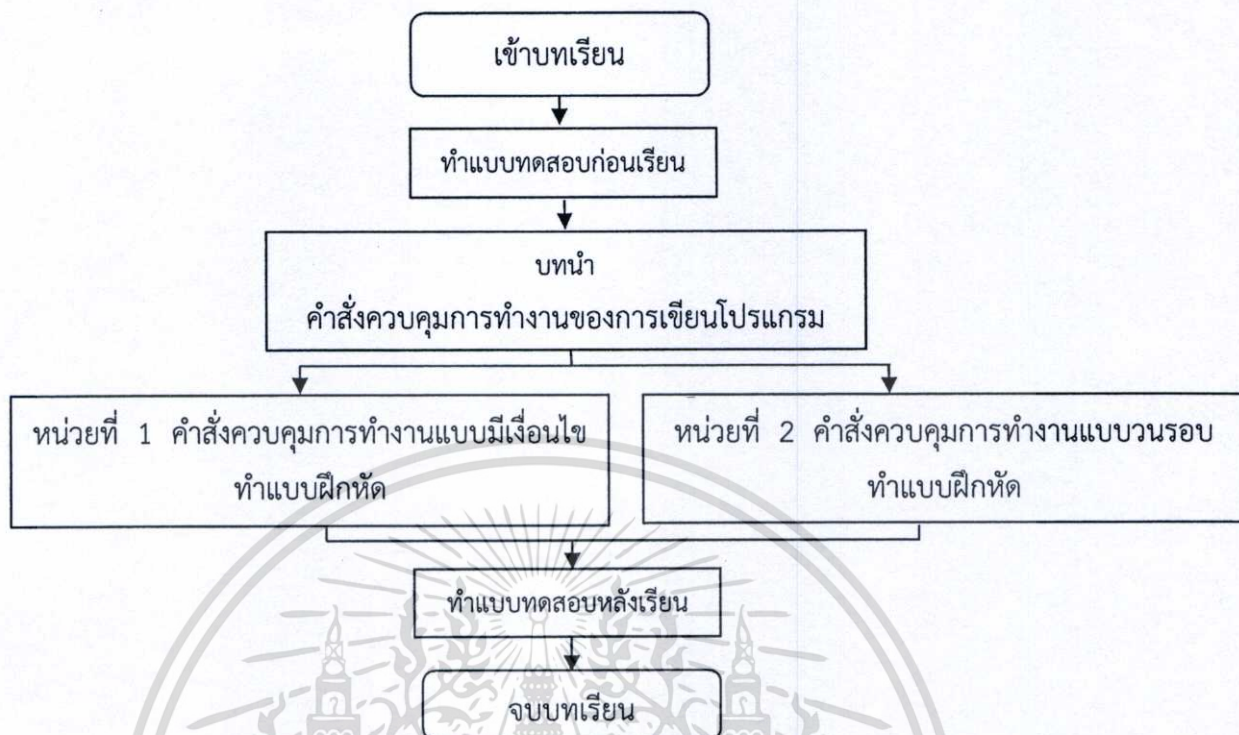 เข้าบทเรียน
ทำแบบทดสอบก่อนเรียน
บทนำ
คำสั่งควบคุมการทำงานของการเขียนโปรแกรม
หน่วยที่ 1 คำสั่งควบคุมการทำงานแบบมีเงื่อนไข
ทำแบบฝึกหัด
หน่วยที่ 2 คำสั่งควบคุมการทำงานแบบวนรอบ
ทำแบบฝึกหัด
ทำแบบทดสอบหลังเรียน
จบบทเรียน